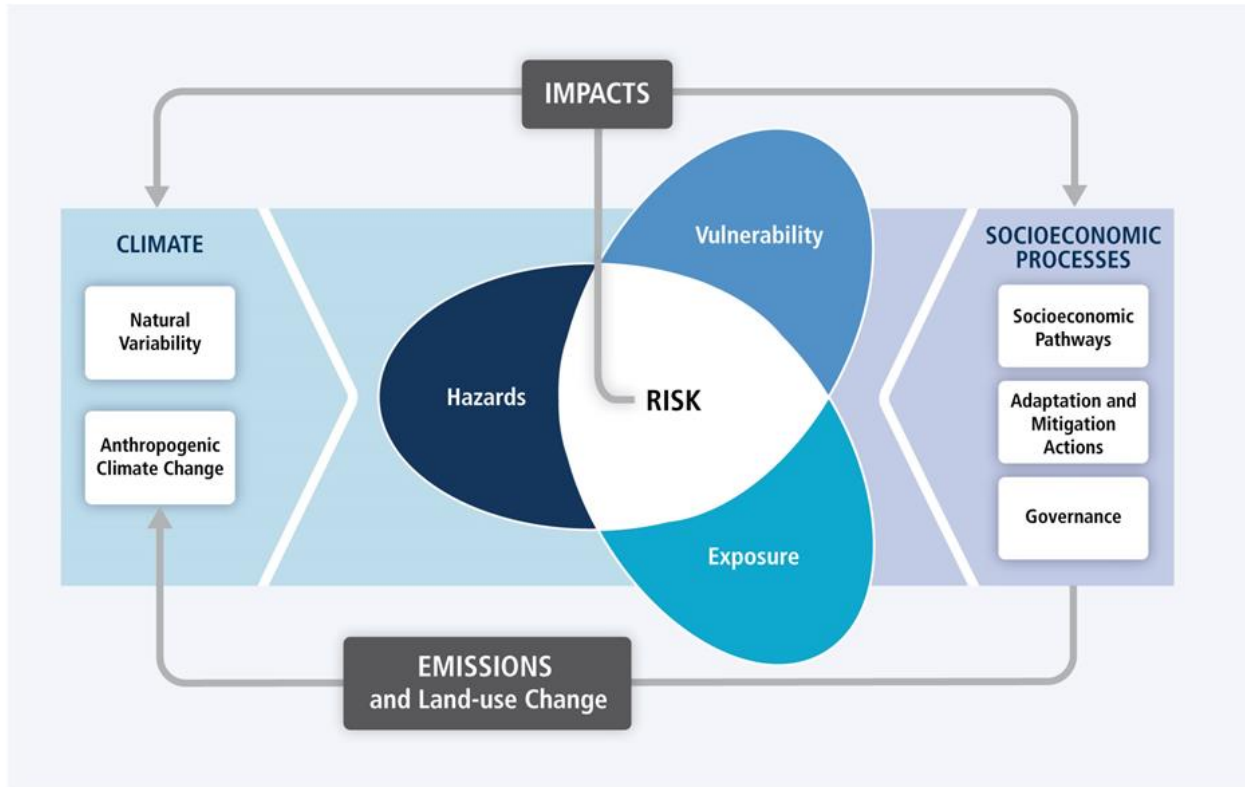 IMPACTS
CLIMATE
Natural
Variability
Anthropogenic
Climate Change
Vulnerability
Hazards
RISK
Exposure
SOCIOECONOMIC
PROCESSES
Socioeconomic
Pathways
Adaptation and
Mitigation
Actions
Governance
EMISSIONS
and Land-use Change